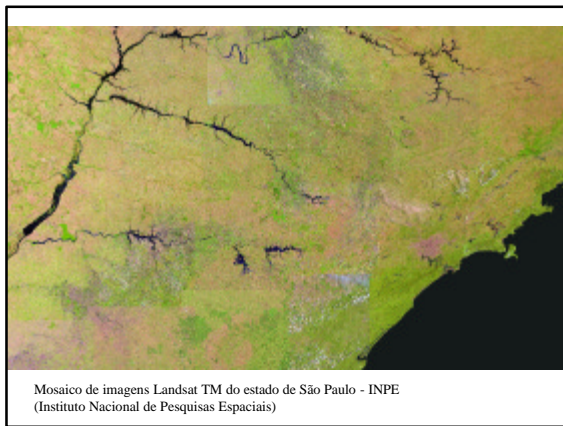 Mosaico de imagens Landsat TM do estado de São Paulo - INPE
(Instituto Nacional de Pesquisas Espaciais)